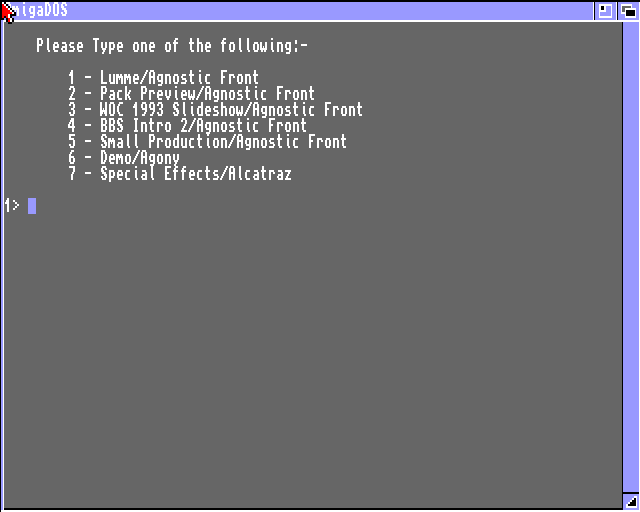 migaDOS
Please Type one of the following:-
1 - Lumme/Agnostic Front
2 - Pack Preview/Agnostic Front
3 - WOC 1993 Slideshow/Agnostic Front
4 - BBS Intro 2/Agnostic Front
5 - Small Production/Agnostic Front
6 - Demo/Agony
7 - Special Effects/Alcatraz
1>